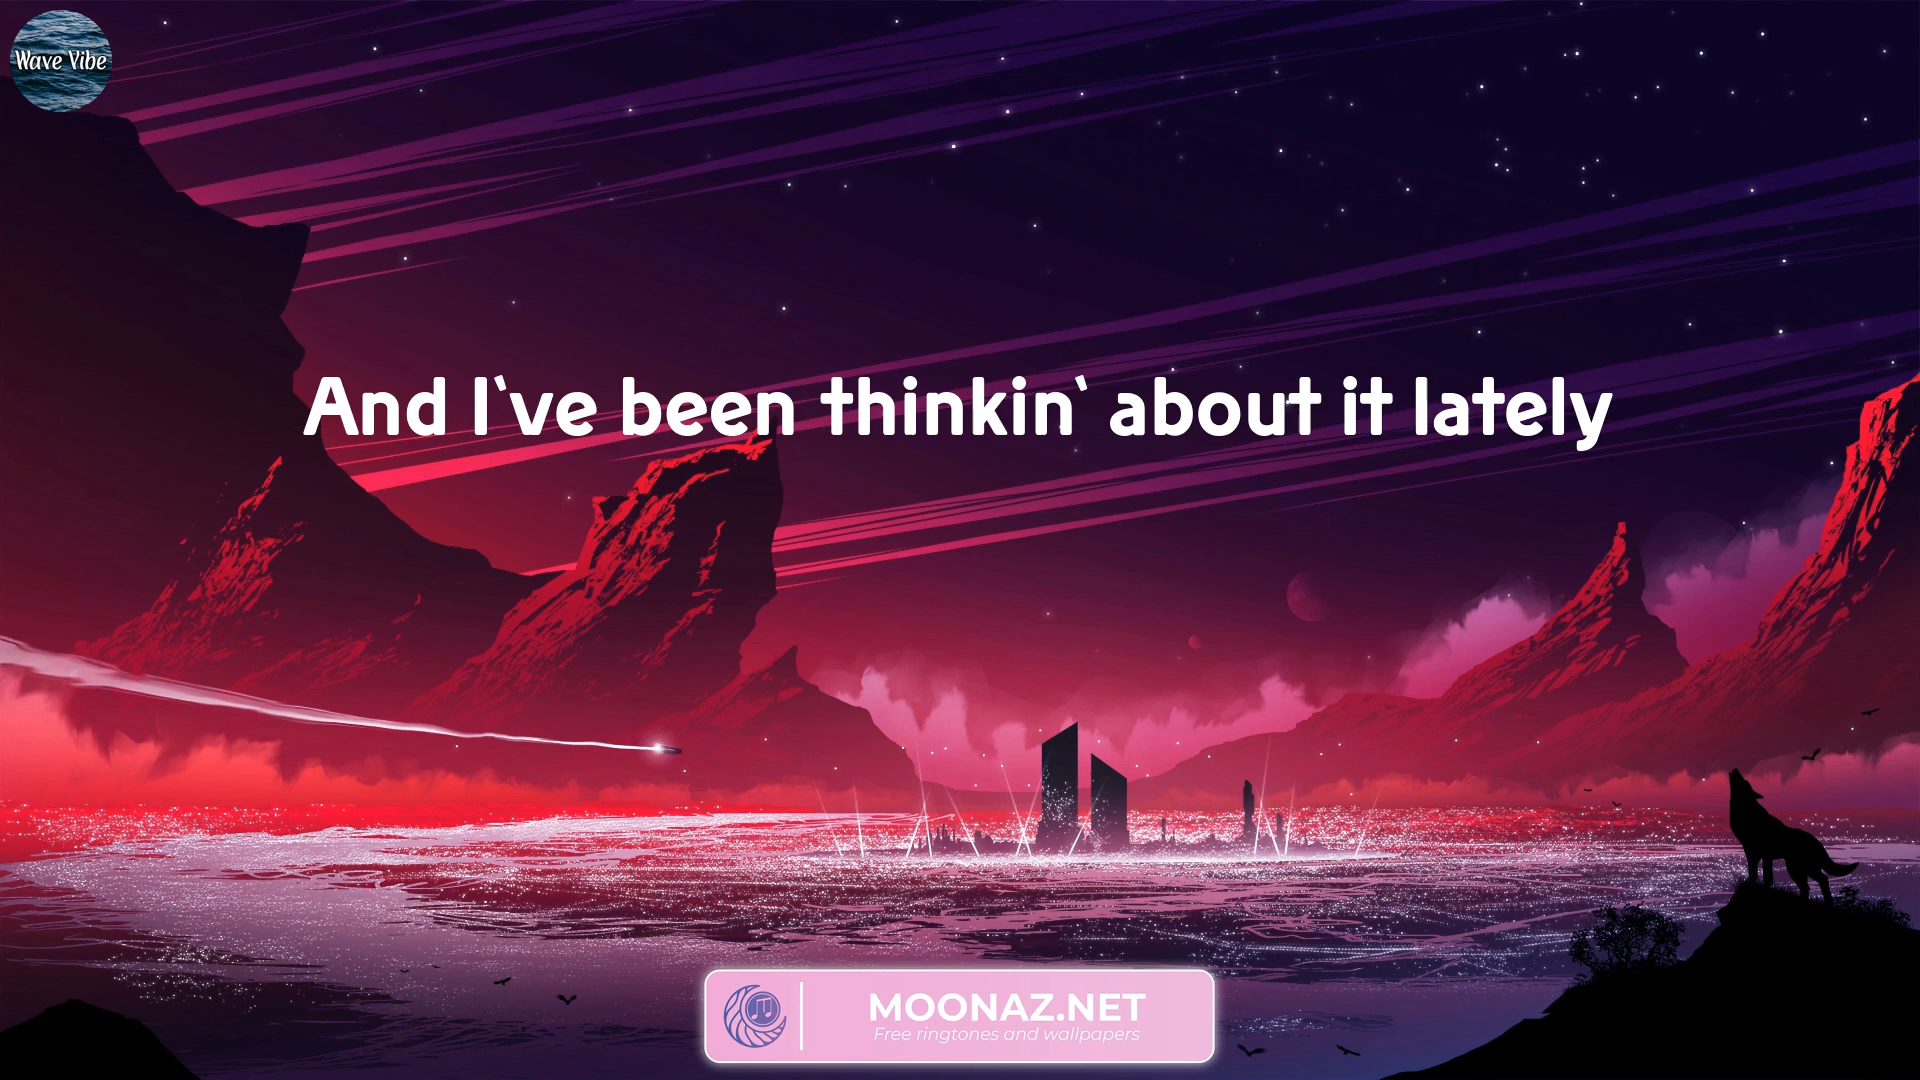 Wave Vibe
And I've been thinkin' about it lately
MOONAZ.NET
Free ringtones and wallpapers